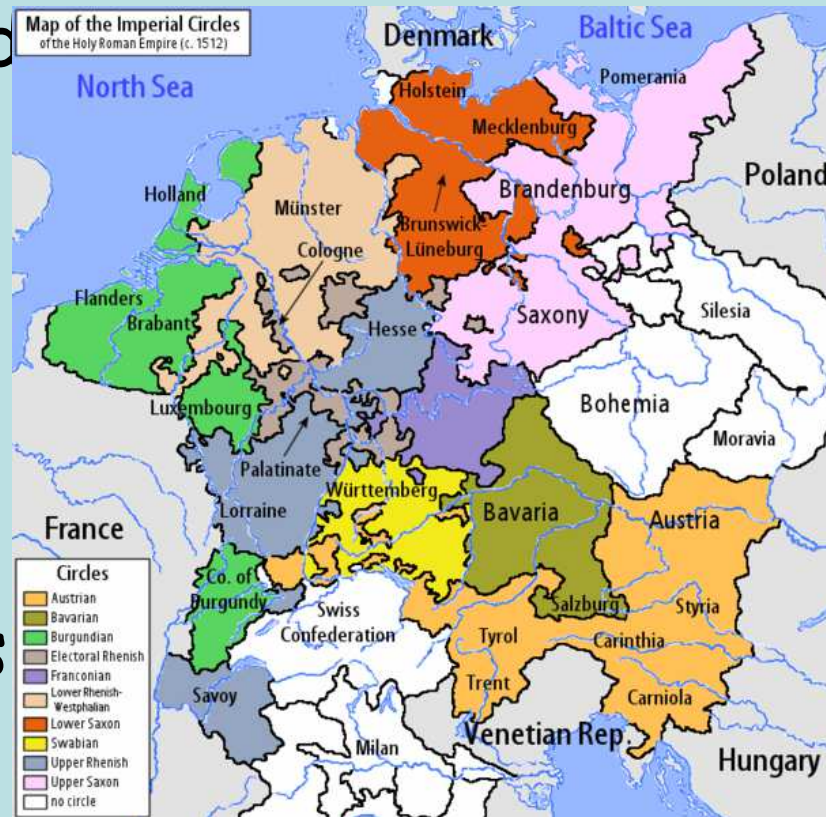 Map of the Imperial Circles
of the Holy Roman Empire (c. 1512)
Denmark
Baltic Sea
North Sea
Pomerania
Holstein
Mecklenburg
Poland
Holland
Brandenburg
Münster
Brunswick-
Lüneburg
Cologne
Flanders
Brabant
Hesse
Saxony
Silesia
Luxembourg
Bohemia
Moravia
Palatinate
Württemberg
Lorraine
Bavaria
Austria
France
Circles
Austrian
Bavarian
Burgundian
Electoral Rhenish
Franconian
Lower Rhenish-
Westphalian
Lower Saxon
Swabian
Upper Rhenish
Upper Saxon
no circle
Co. of
Burgundy
Swiss
Confederation
Salzburg
Styria
Tyrol
Carinthia
Trent
Carniola
Savoy
Milan
Venetian Rep.
Hungary